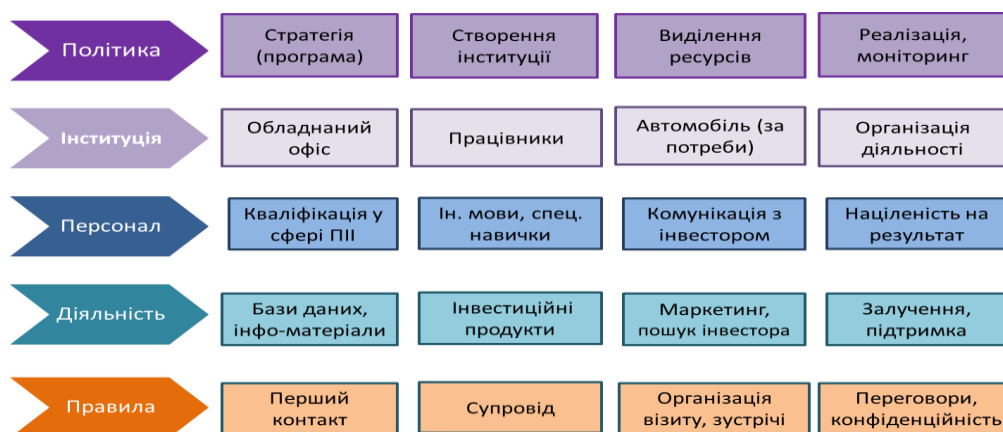 Політика
Стратегія
(програма)
Створення
інституції
Виділення
ресурсів
Реалізація,
моніторинг
Інституція
Обладнаний
офіс
Працівники
Автомобіль (за
потреби)
Організація
діяльності
Персонал
Кваліфікація у
сфері ПІІ
Ін. мови, спец.
навички
Комунікація з
інвестором
Націленість на
результат
Діяльність
Бази даних,
інфо-матеріали
Інвестиційні
продукти
Маркетинг,
пошук інвестора
Залучення,
підтримка
Правила
Перший
контакт
Супровід
Організація
візиту, зустрічі
Переговори,
конфіденційність